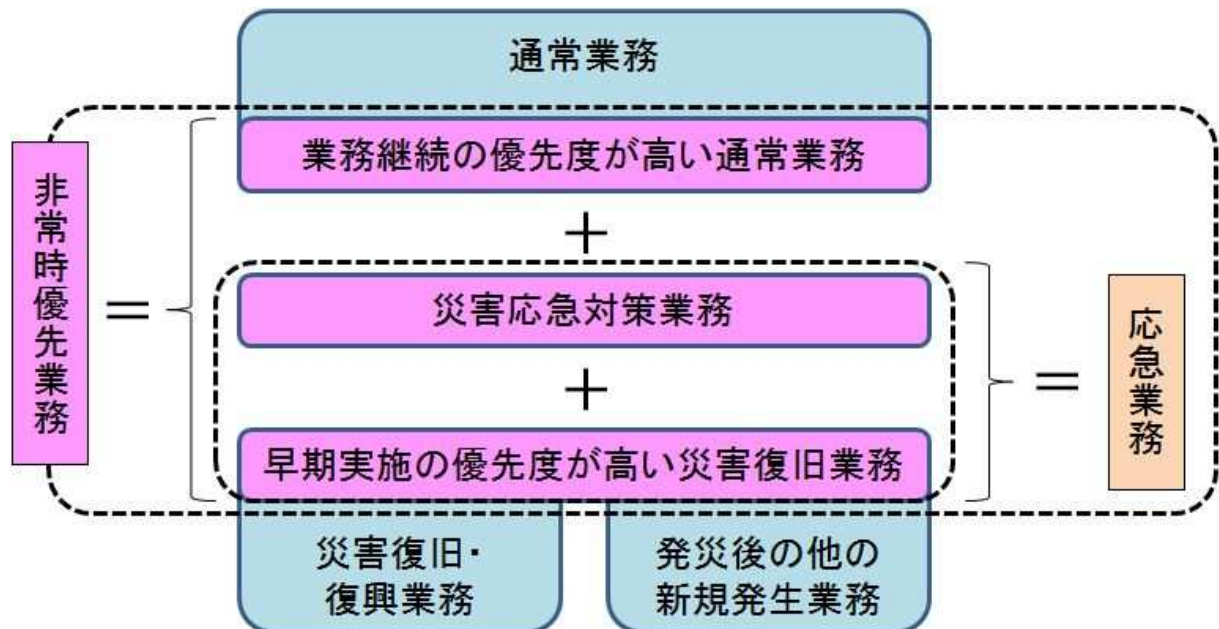 通常業務
業務継続の優先度が高い通常業務
+
非常時優先業務
=
災害応急対策業務
+
=
応急業務
早期実施の優先度が高い災害復旧業務
災害復旧・
復興業務
発災後の他の
新規発生業務